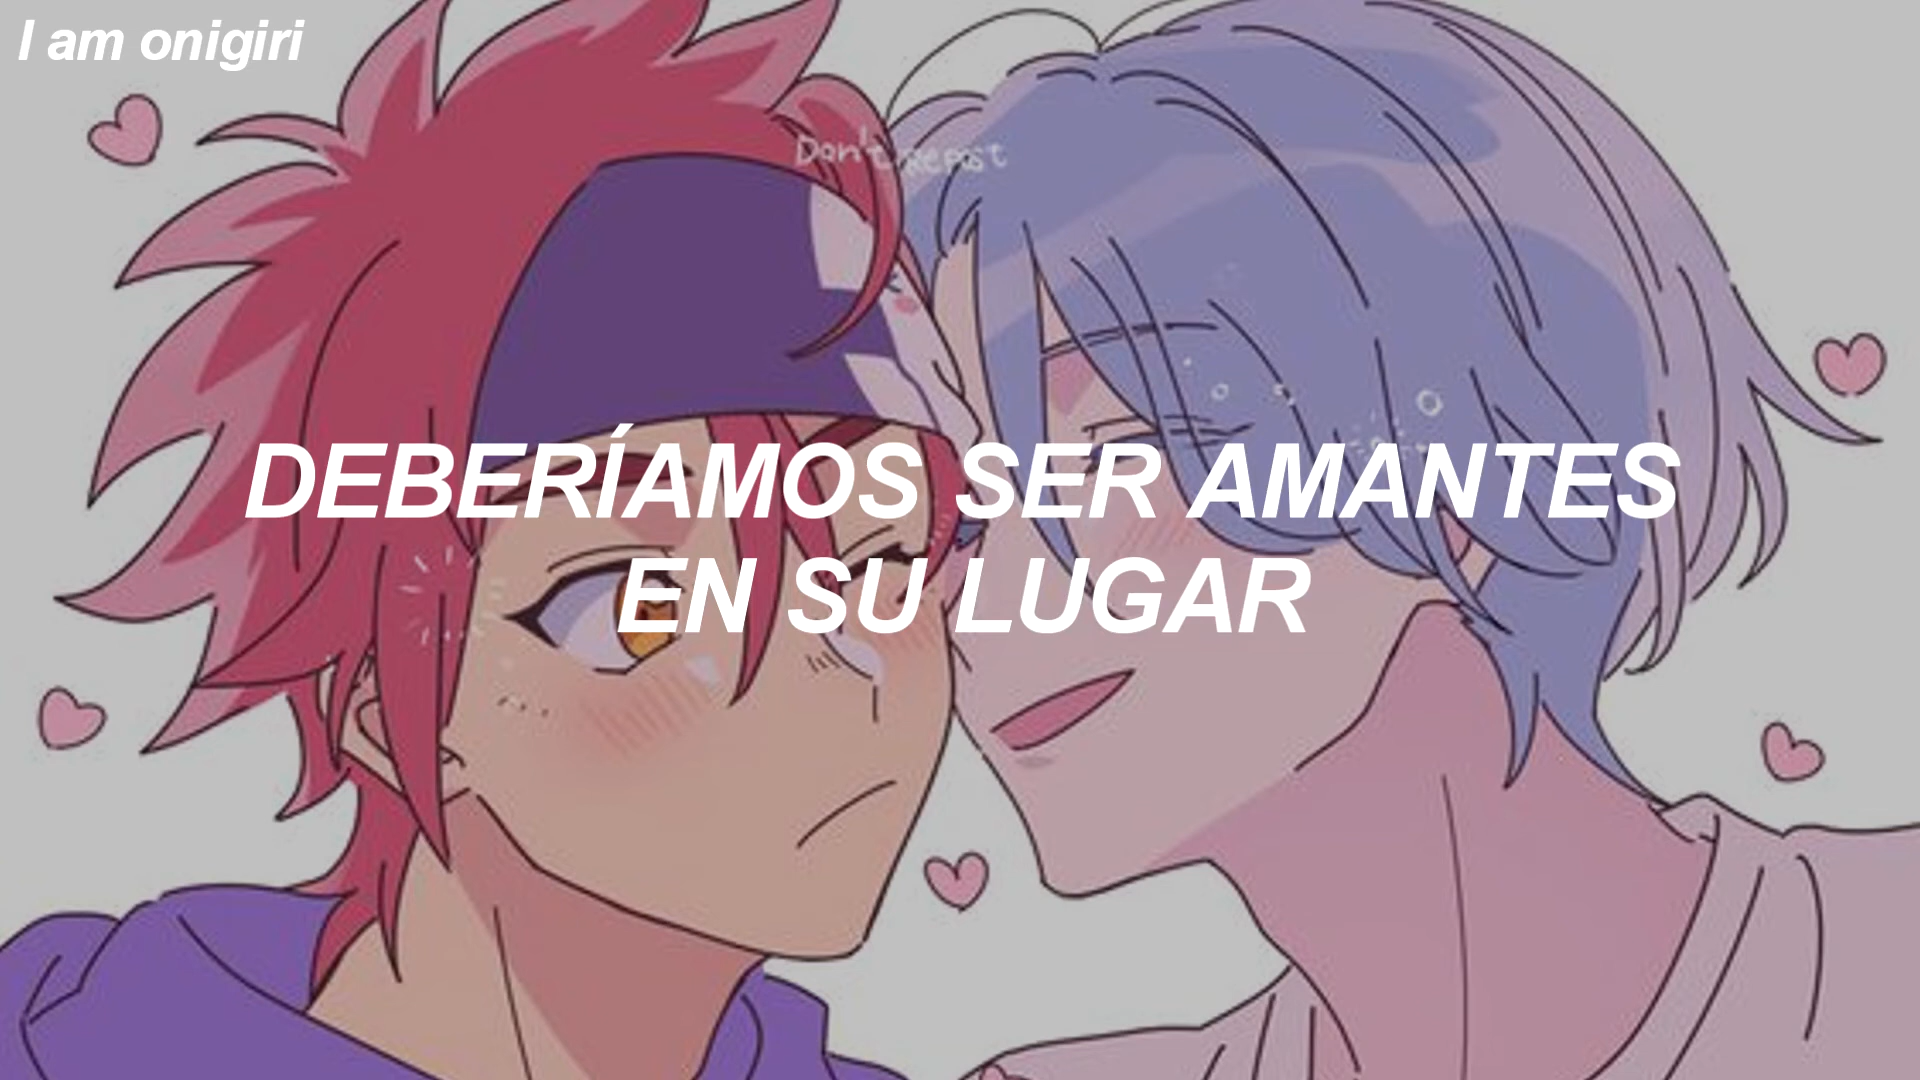 I am onigiri
Don't repost
DEBERÍAMOS SER AMANTES
EN SU LUGAR